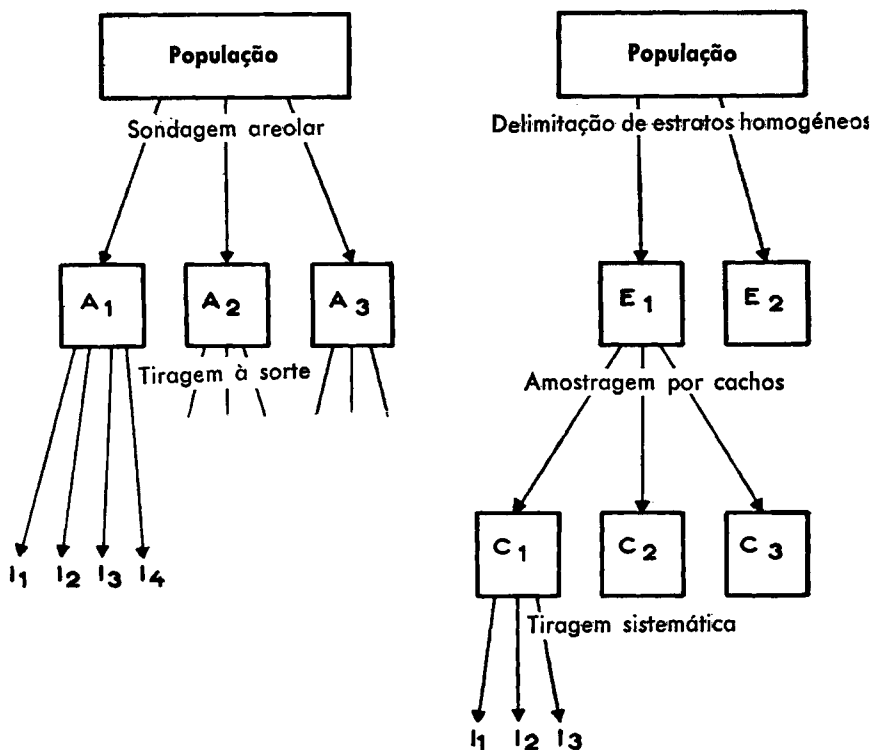 População
Sondagem areolar
A1 A2 A3
Tiragem à sorte
I1 I2 I3 I4
População
Delimitação de estratos homogéneos
E1 E2
Amostragem por cachos
C1 C2 C3
Tiragem sistemática
I1 I2 I3